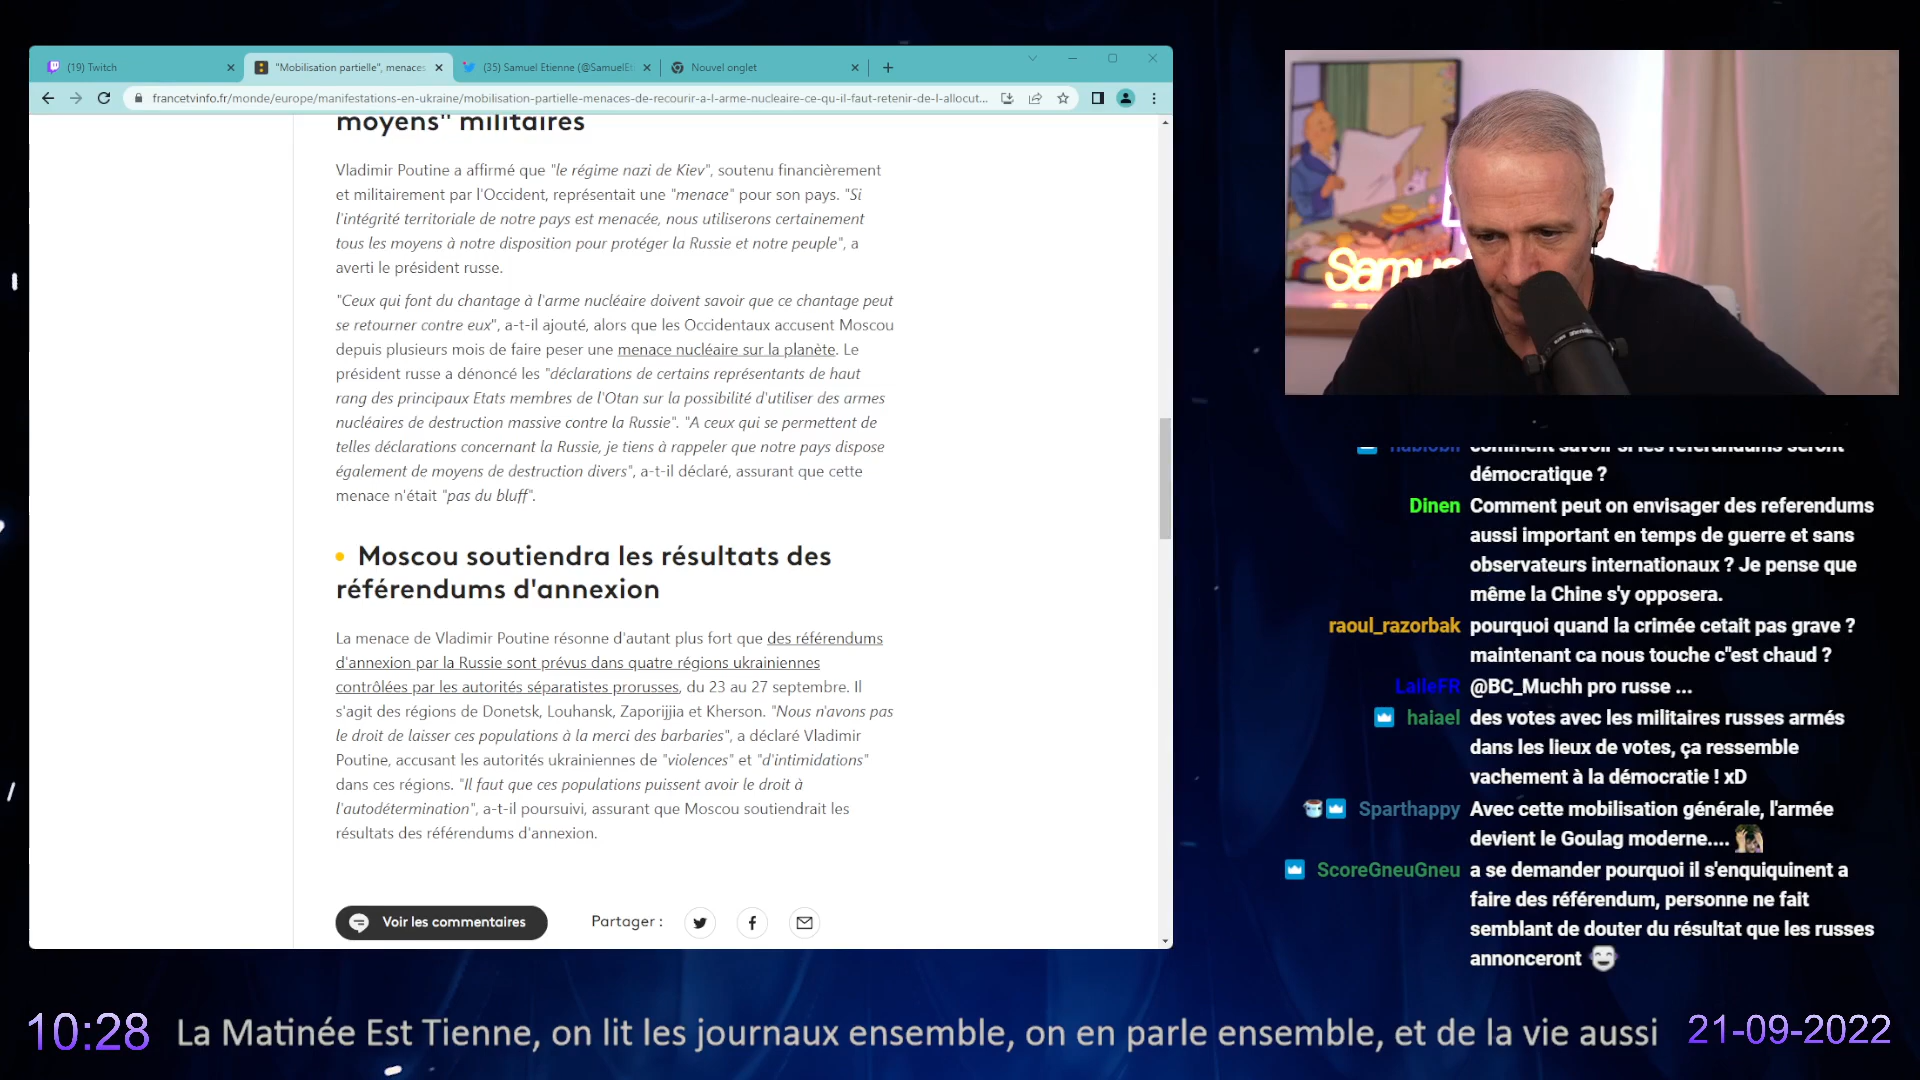 (19) Twitch
"Mobilisation partielle", menaces
(35) Samuel Etienne (@SamuelEt
Nouvel onglet
francetvinfo.fr/monde/europe/manifestations-en-ukraine/mobilisation-partielle-menaces-de-recourir-a-l-arme-nucleaire-ce-qu-il-faut-retenir-de-l-allocut...
moyens" militaires
Vladimir Poutine a affirmé que "le régime nazi de Kiev", soutenu financièrement
et militairement par l'Occident, représentait une "menace" pour son pays. "Si
l'intégrité territoriale de notre pays est menacée, nous utiliserons certainement
tous les moyens à notre disposition pour protéger la Russie et notre peuple", a
averti le président russe.
"Ceux qui font du chantage à l'arme nucléaire doivent savoir que ce chantage peut
se retourner contre eux", a-t-il ajouté, alors que les Occidentaux accusent Moscou
depuis plusieurs mois de faire peser une menace nucléaire sur la planète. Le
président russe a dénoncé les "déclarations de certains représentants de haut
rang des principaux Etats membres de l'Otan sur la possibilité d'utiliser des armes
nucléaires de destruction massive contre la Russie". "A ceux qui se permettent de
telles déclarations concernant la Russie, je tiens à rappeler que notre pays dispose
également de moyens de destruction divers", a-t-il déclaré, assurant que cette
menace n'était "pas du bluff".
Moscou soutiendra les résultats des
référendums d'annexion
La menace de Vladimir Poutine résonne d'autant plus fort que des référendums
d'annexion par la Russie sont prévus dans quatre régions ukrainiennes
contrôlées par les autorités séparatistes prorusses, du 23 au 27 septembre. Il
s'agit des régions de Donetsk, Louhansk, Zaporijjia et Kherson. "Nous n'avons pas
le droit de laisser ces populations à la merci des barbaries", a déclaré Vladimir
Poutine, accusant les autorités ukrainiennes de "violences" et "d'intimidations"
dans ces régions. "Il faut que ces populations puissent avoir le droit à
l'autodétermination", a-t-il poursuivi, assurant que Moscou soutiendrait les
résultats des référendums d'annexion.
Voir les commentaires
Partager :
Samu
comment savoir si les référendums seront
démocratique ?
Dinen Comment peut on envisager des referendums
aussi important en temps de guerre et sans
observateurs internationaux ? Je pense que
même la Chine s'y opposera.
raoul_razorbak pourquoi quand la crimée cetait pas grave ?
maintenant ca nous touche c"est chaud ?
LalieFR @BC_Muchh pro russe ...
haiael des votes avec les militaires russes armés
dans les lieux de votes, ça ressemble
vachement à la démocratie ! xD
Sparthappy Avec cette mobilisation générale, l'armée
devient le Goulag moderne....
ScoreGneuGneu a se demander pourquoi il s'enquiquinent a
faire des référendum, personne ne fait
semblant de douter du résultat que les russes
annonceront
10:28 La Matinée Est Tienne, on lit les journaux ensemble, on en parle ensemble, et de la vie aussi 21-09-2022